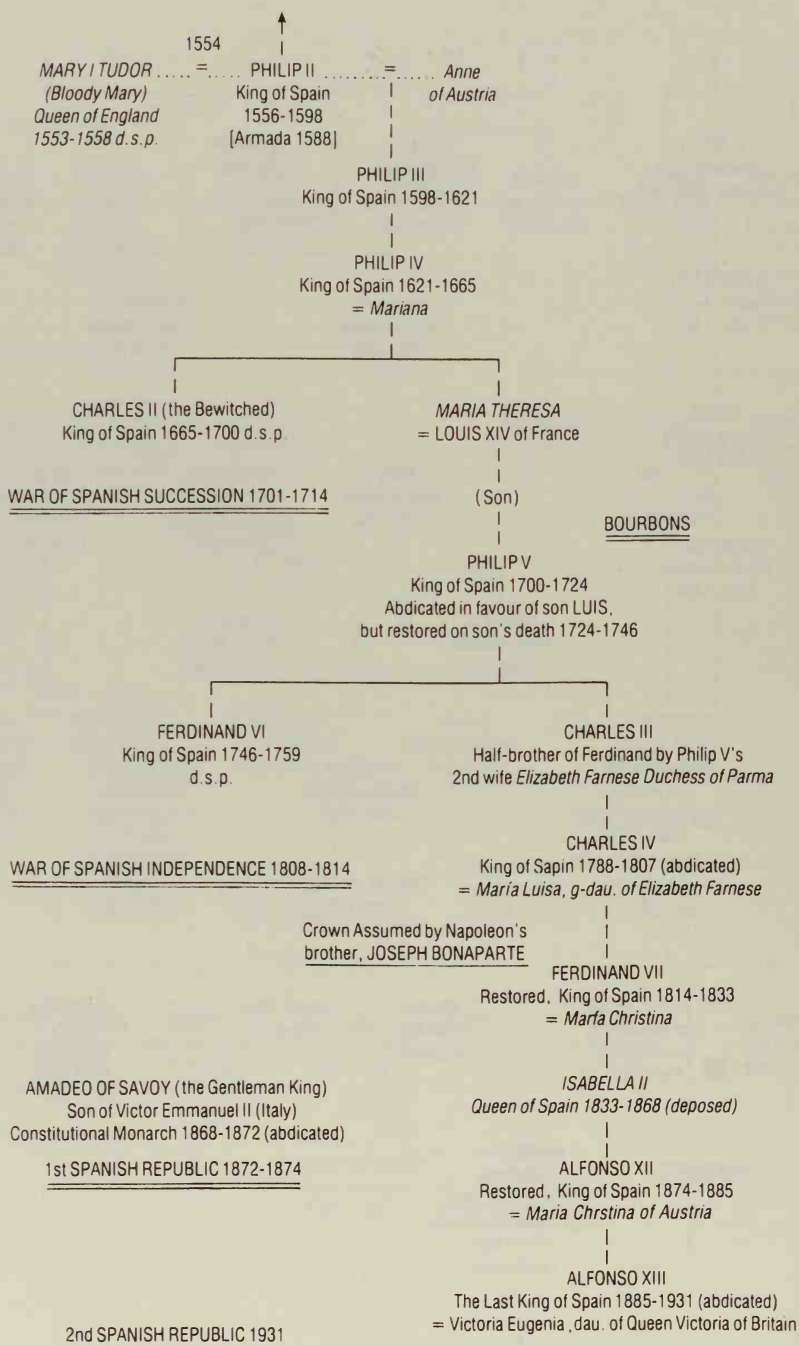 1554
MARY I TUDOR ..... = ..... PHILIP II ......... = ...... Anne
(Bloody Mary) King of Spain of Austria
Queen of England 1556-1598
1553-1558 d.s.p. [Armada 1588]
PHILIP III
King of Spain 1598-1621
PHILIP IV
King of Spain 1621-1665
= Mariana
CHARLES II (the Bewitched)
King of Spain 1665-1700 d.s.p
MARIA THERESA
= LOUIS XIV of France
WAR OF SPANISH SUCCESSION 1701-1714
(Son)
BOURBONS
PHILIP V
King of Spain 1700-1724
Abdicated in favour of son LUIS,
but restored on son's death 1724-1746
FERDINAND VI
King of Spain 1746-1759
d.s.p.
CHARLES III
Half-brother of Ferdinand by Philip V's
2nd wife Elizabeth Farnese Duchess of Parma
WAR OF SPANISH INDEPENDENCE 1808-1814
CHARLES IV
King of Sapin 1788-1807 (abdicated)
= María Luisa, g-dau. of Elizabeth Farnese
Crown Assumed by Napoleon's
brother, JOSEPH BONAPARTE
FERDINAND VII
Restored, King of Spain 1814-1833
= María Christina
AMADEO OF SAVOY (the Gentleman King)
Son of Victor Emmanuel II (Italy)
Constitutional Monarch 1868-1872 (abdicated)
ISABELLA II
Queen of Spain 1833-1868 (deposed)
1st SPANISH REPUBLIC 1872-1874
ALFONSO XII
Restored, King of Spain 1874-1885
= Maria Chrstina of Austria
ALFONSO XIII
The Last King of Spain 1885-1931 (abdicated)
= Victoria Eugenia ,dau. of Queen Victoria of Britain
2nd SPANISH REPUBLIC 1931